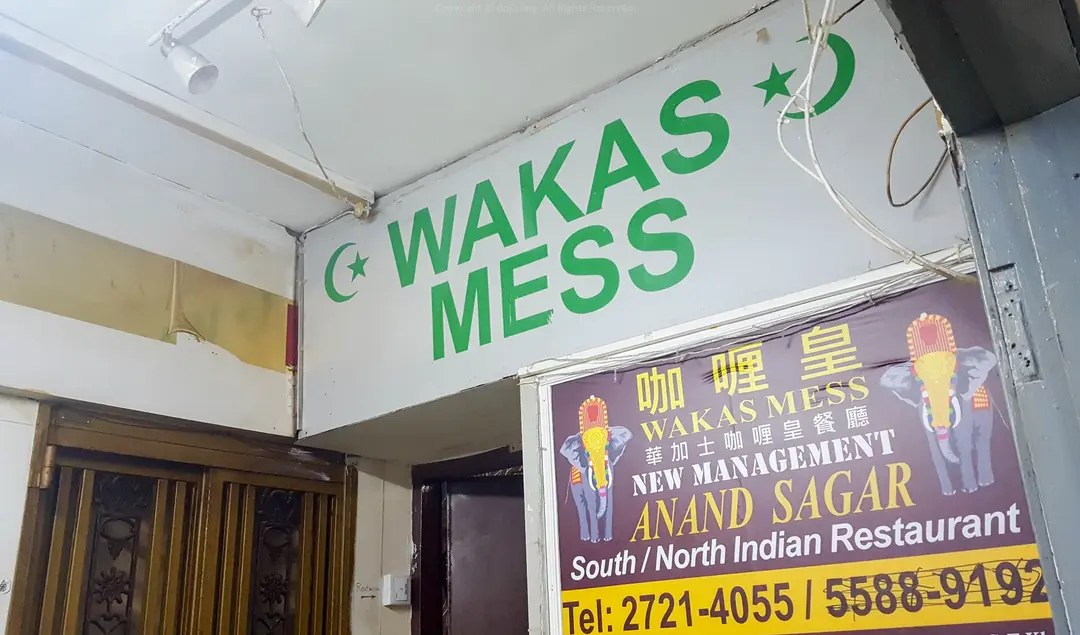 WAKAS
MESS
咖喱皇
WAKAS MESS
華加士咖喱皇餐廳
NEW MANAGEMENT
ANAND SAGAR
South / North Indian Restaurant
Tel: 2721-4055 / 5588-9192